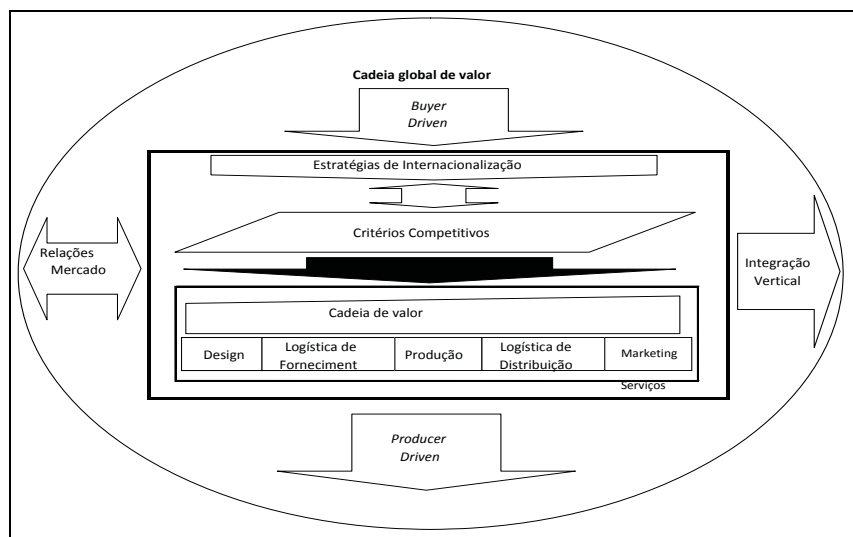 Cadeia global de valor
Buyer
Driven
Estratégias de Internacionalização
Critérios Competitivos
Relações
Mercado
Integração
Vertical
Cadeia de valor
Design
Logística de
Forneciment
Produção
Logística de
Distribuição
Marketing
Serviços
Producer
Driven